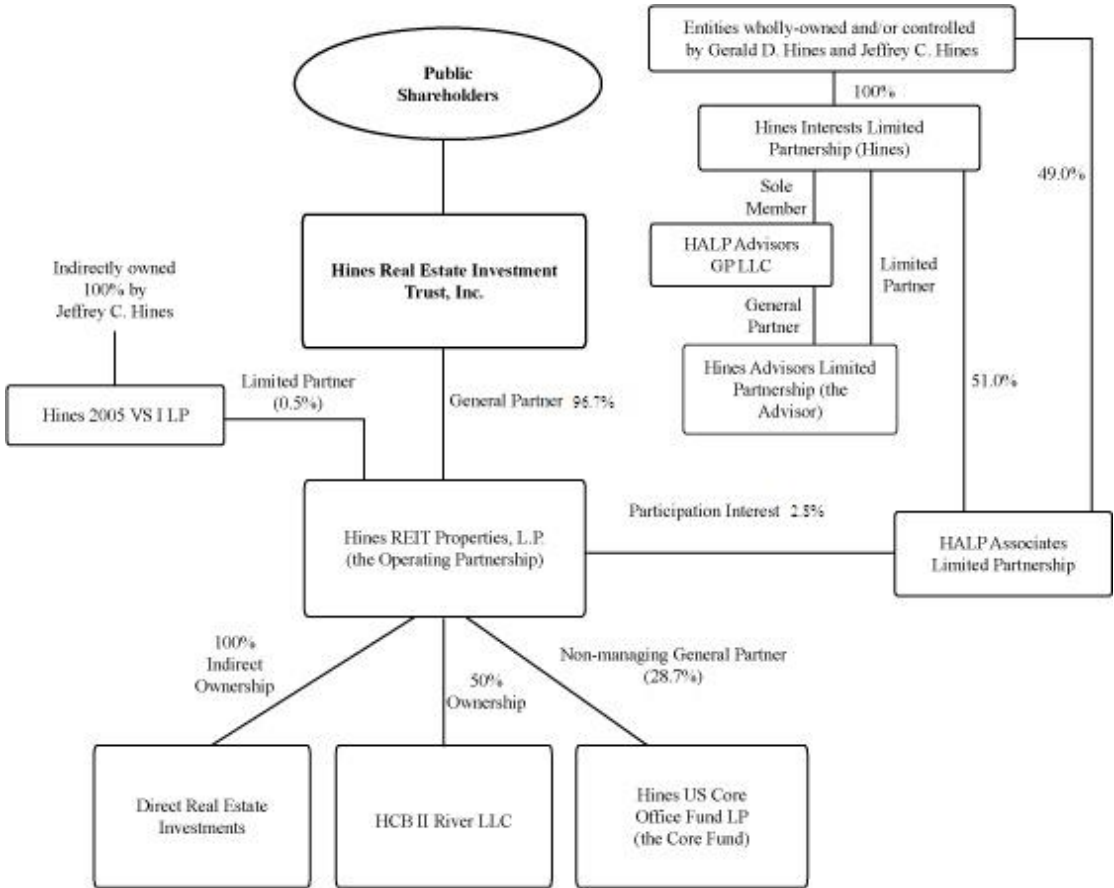 Entities wholly-owned and/or controlled
by Gerald D. Hines and Jeffrey C. Hines
Public
Shareholders
100%
Hines Interests Limited
Partnership (Hines)
49.0%
Sole
Member
HALP Advisors
GP LLC
Limited
Partner
Indirectly owned
100% by
Jeffrey C. Hines
Hines Real Estate Investment
Trust, Inc.
General
Partner
Hines Advisors Limited
Partnership (the
Advisor)
51.0%
Limited Partner
(0.5%)
General Partner 96.7%
Hines 2005 VS I LP
Participation Interest 2.8%
Hines REIT Properties, L.P.
(the Operating Partnership)
HALP Associates
Limited Partnership
100%
Indirect
Ownership
50%
Ownership
Non-managing General Partner
(28.7%)
Direct Real Estate
Investments
HCB II River LLC
Hines US Core
Office Fund LP
(the Core Fund)